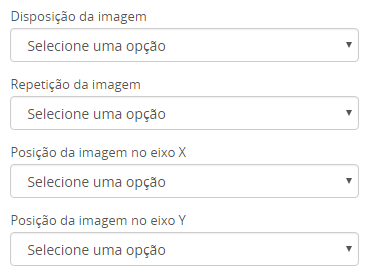 Disposição da imagem
Selecione uma opção
Repetição da imagem
Selecione uma opção
Posição da imagem no eixo X
Selecione uma opção
Posição da imagem no eixo Y
Selecione uma opção